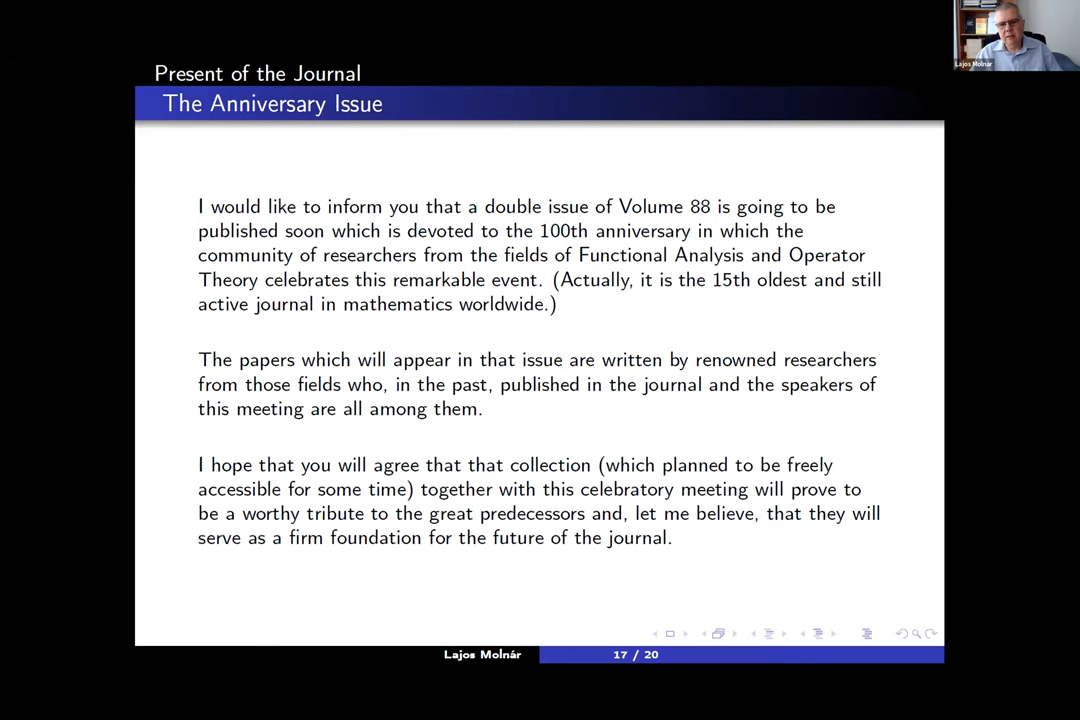 Lajos Molnár
Present of the Journal
The Anniversary Issue
I would like to inform you that a double issue of Volume 88 is going to be
published soon which is devoted to the 100th anniversary in which the
community of researchers from the fields of Functional Analysis and Operator
Theory celebrates this remarkable event. (Actually, it is the 15th oldest and still
active journal in mathematics worldwide.)
The papers which will appear in that issue are written by renowned researchers
from those fields who, in the past, published in the journal and the speakers of
this meeting are all among them.
I hope that you will agree that that collection (which planned to be freely
accessible for some time) together with this celebratory meeting will prove to
be a worthy tribute to the great predecessors and, let me believe, that they will
serve as a firm foundation for the future of the journal.
Lajos Molnár
17 / 20